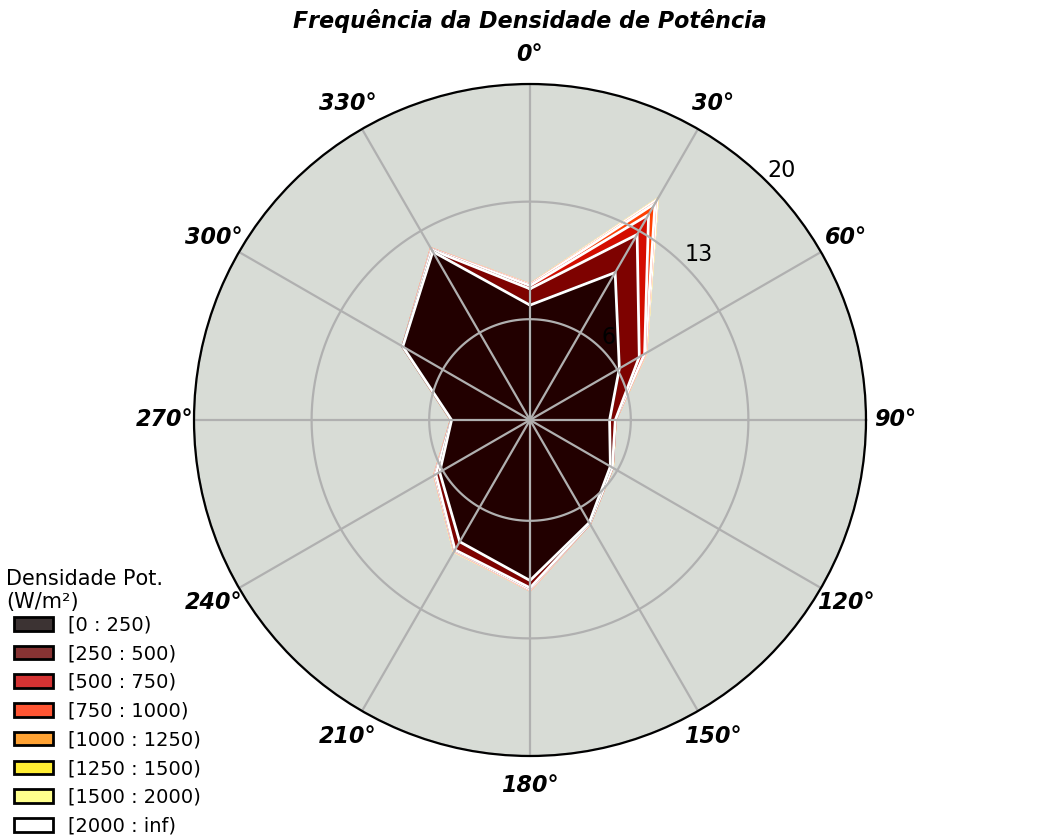 Frequência da Densidade de Potência
0°
330°
30°
20
300°
60°
13
6
270°
90°
Densidade Pot.
(W/m²)
240°
120°
[0 : 250)
[250 : 500)
[500 : 750)
[750 : 1000)
210°
150°
[1000 : 1250)
[1250 : 1500)
180°
[1500 : 2000)
[2000 : inf)